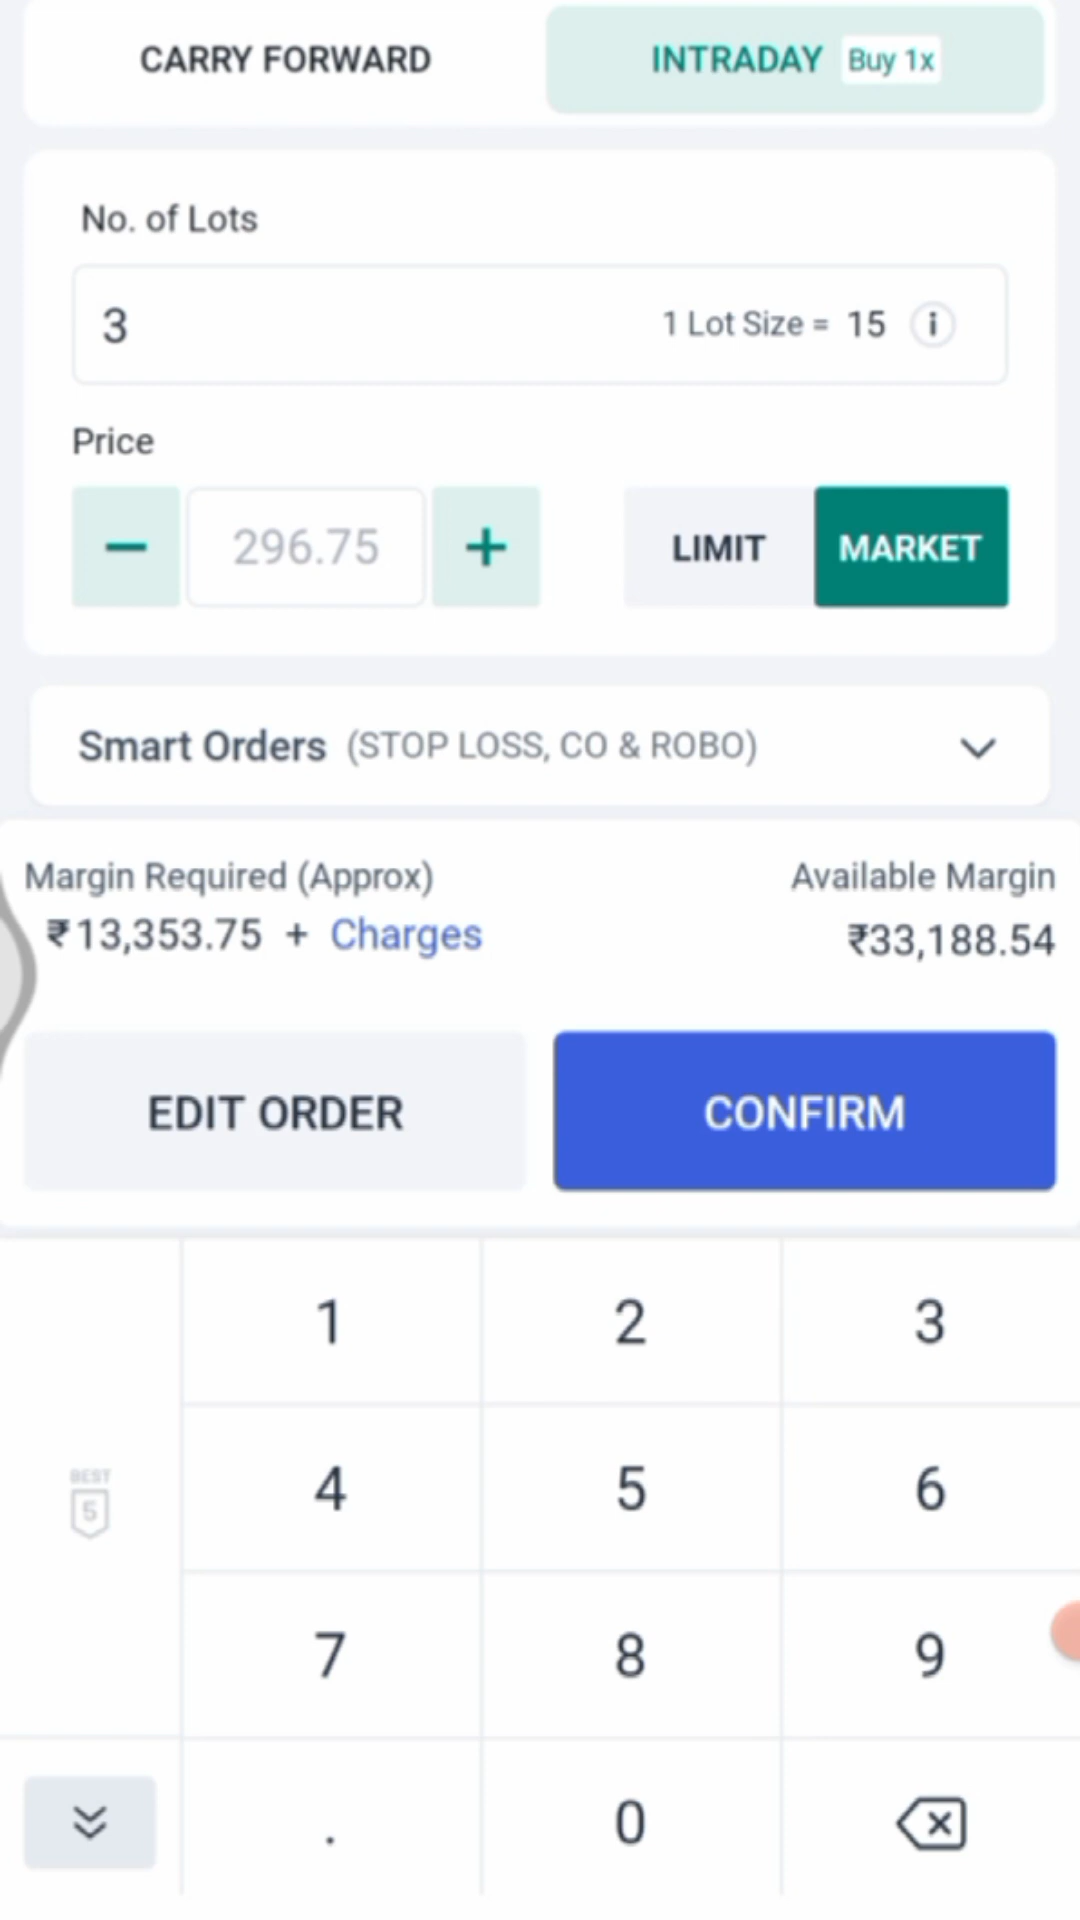 CARRY FORWARD
INTRADAY Buy 1x
No. of Lots
3
1 Lot Size = 15 i
Price
− 296.75 +
LIMIT MARKET
Smart Orders (STOP LOSS, CO & ROBO)
Margin Required (Approx)
₹13,353.75 + Charges
Available Margin
₹33,188.54
EDIT ORDER
CONFIRM
1 2 3
BEST
5
4 5 6
7 8 9
. 0